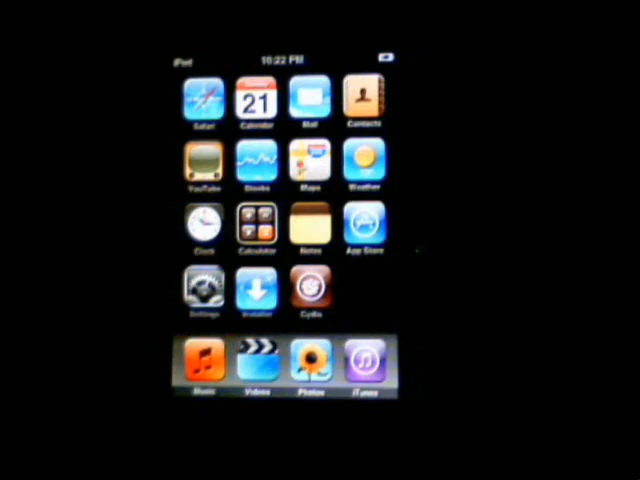 iPod 10:22 PM
Safari Calendar Mail Contacts
21
YouTube Stocks Maps Weather
Clock Calculator Notes App Store
Settings Installer Cydia
Music Videos Photos iTunes